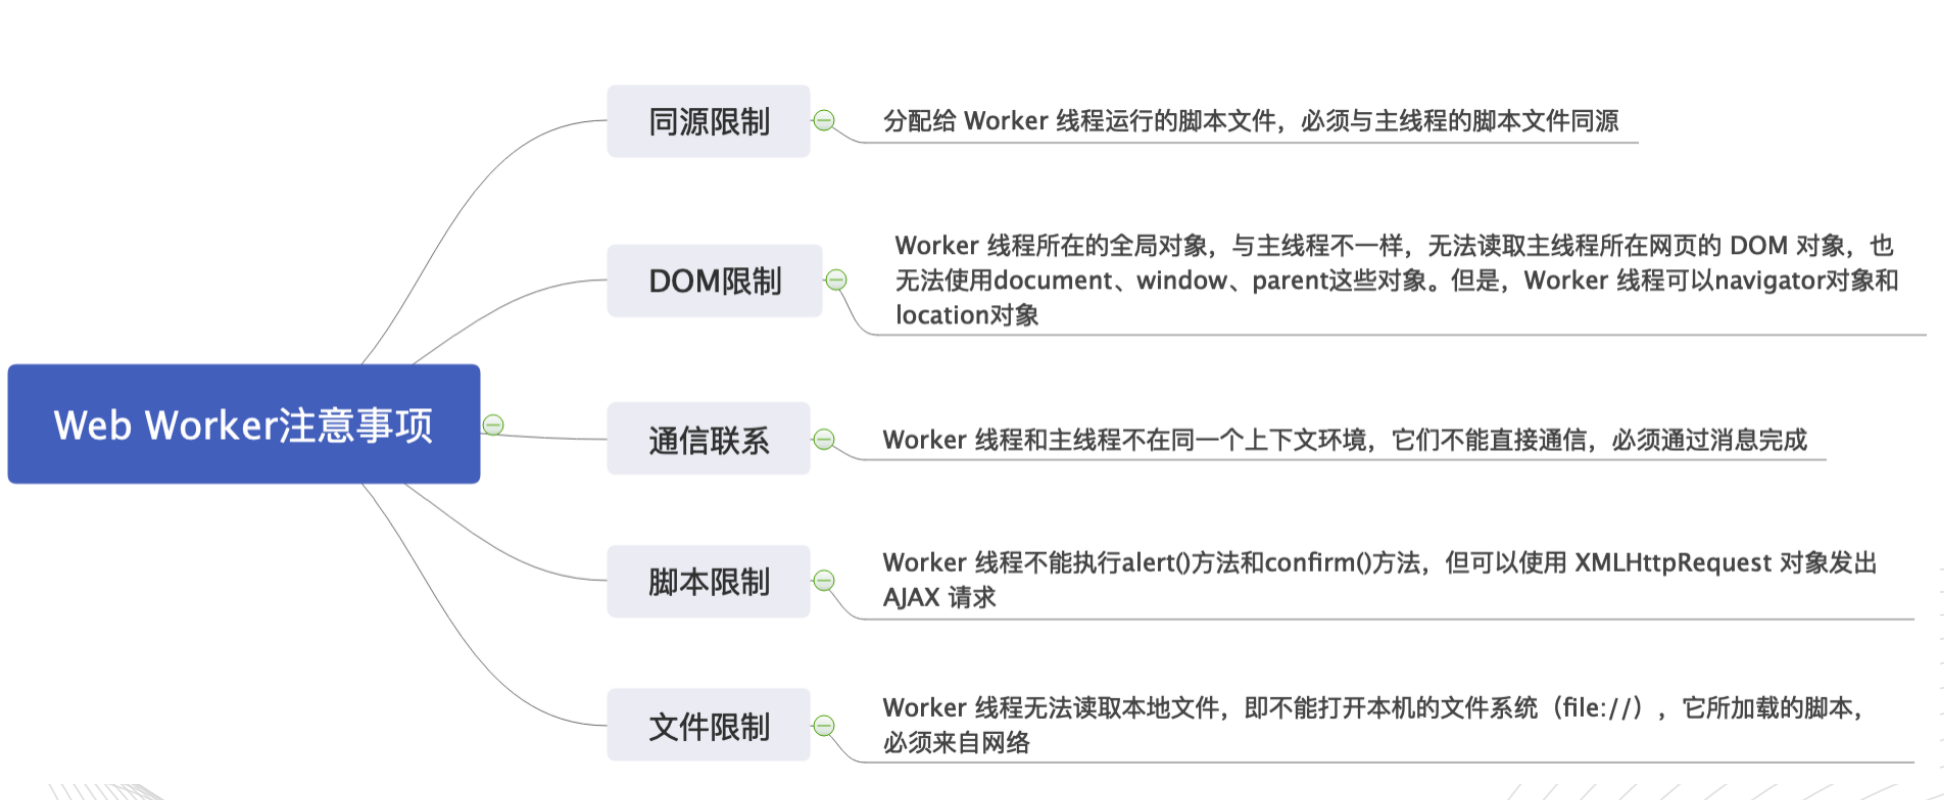 同源限制
分配给 Worker 线程运行的脚本文件，必须与主线程的脚本文件同源
DOM限制
Worker 线程所在的全局对象，与主线程不一样，无法读取主线程所在网页的 DOM 对象，也
无法使用document、window、parent这些对象。但是，Worker 线程可以navigator对象和
location对象
Web Worker注意事项
通信联系
Worker 线程和主线程不在同一个上下文环境，它们不能直接通信，必须通过消息完成
脚本限制
Worker 线程不能执行alert()方法和confirm()方法，但可以使用 XMLHttpRequest 对象发出
AJAX 请求
文件限制
Worker 线程无法读取本地文件，即不能打开本机的文件系统（file://），它所加载的脚本，
必须来自网络